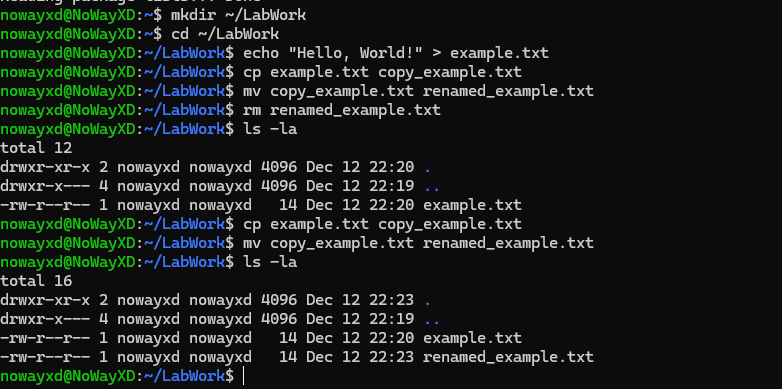 nowayxd@NoWayXD:~$ mkdir ~/LabWork
nowayxd@NoWayXD:~$ cd ~/LabWork
nowayxd@NoWayXD:~/LabWork$ echo "Hello, World!" > example.txt
nowayxd@NoWayXD:~/LabWork$ cp example.txt copy_example.txt
nowayxd@NoWayXD:~/LabWork$ mv copy_example.txt renamed_example.txt
nowayxd@NoWayXD:~/LabWork$ rm renamed_example.txt
nowayxd@NoWayXD:~/LabWork$ ls -la
total 12
drwxr-xr-x 2 nowayxd nowayxd 4096 Dec 12 22:20 .
drwxr-x--- 4 nowayxd nowayxd 4096 Dec 12 22:19 ..
-rw-r--r-- 1 nowayxd nowayxd   14 Dec 12 22:20 example.txt
nowayxd@NoWayXD:~/LabWork$ cp example.txt copy_example.txt
nowayxd@NoWayXD:~/LabWork$ mv copy_example.txt renamed_example.txt
nowayxd@NoWayXD:~/LabWork$ ls -la
total 16
drwxr-xr-x 2 nowayxd nowayxd 4096 Dec 12 22:23 .
drwxr-x--- 4 nowayxd nowayxd 4096 Dec 12 22:19 ..
-rw-r--r-- 1 nowayxd nowayxd   14 Dec 12 22:20 example.txt
-rw-r--r-- 1 nowayxd nowayxd   14 Dec 12 22:23 renamed_example.txt
nowayxd@NoWayXD:~/LabWork$